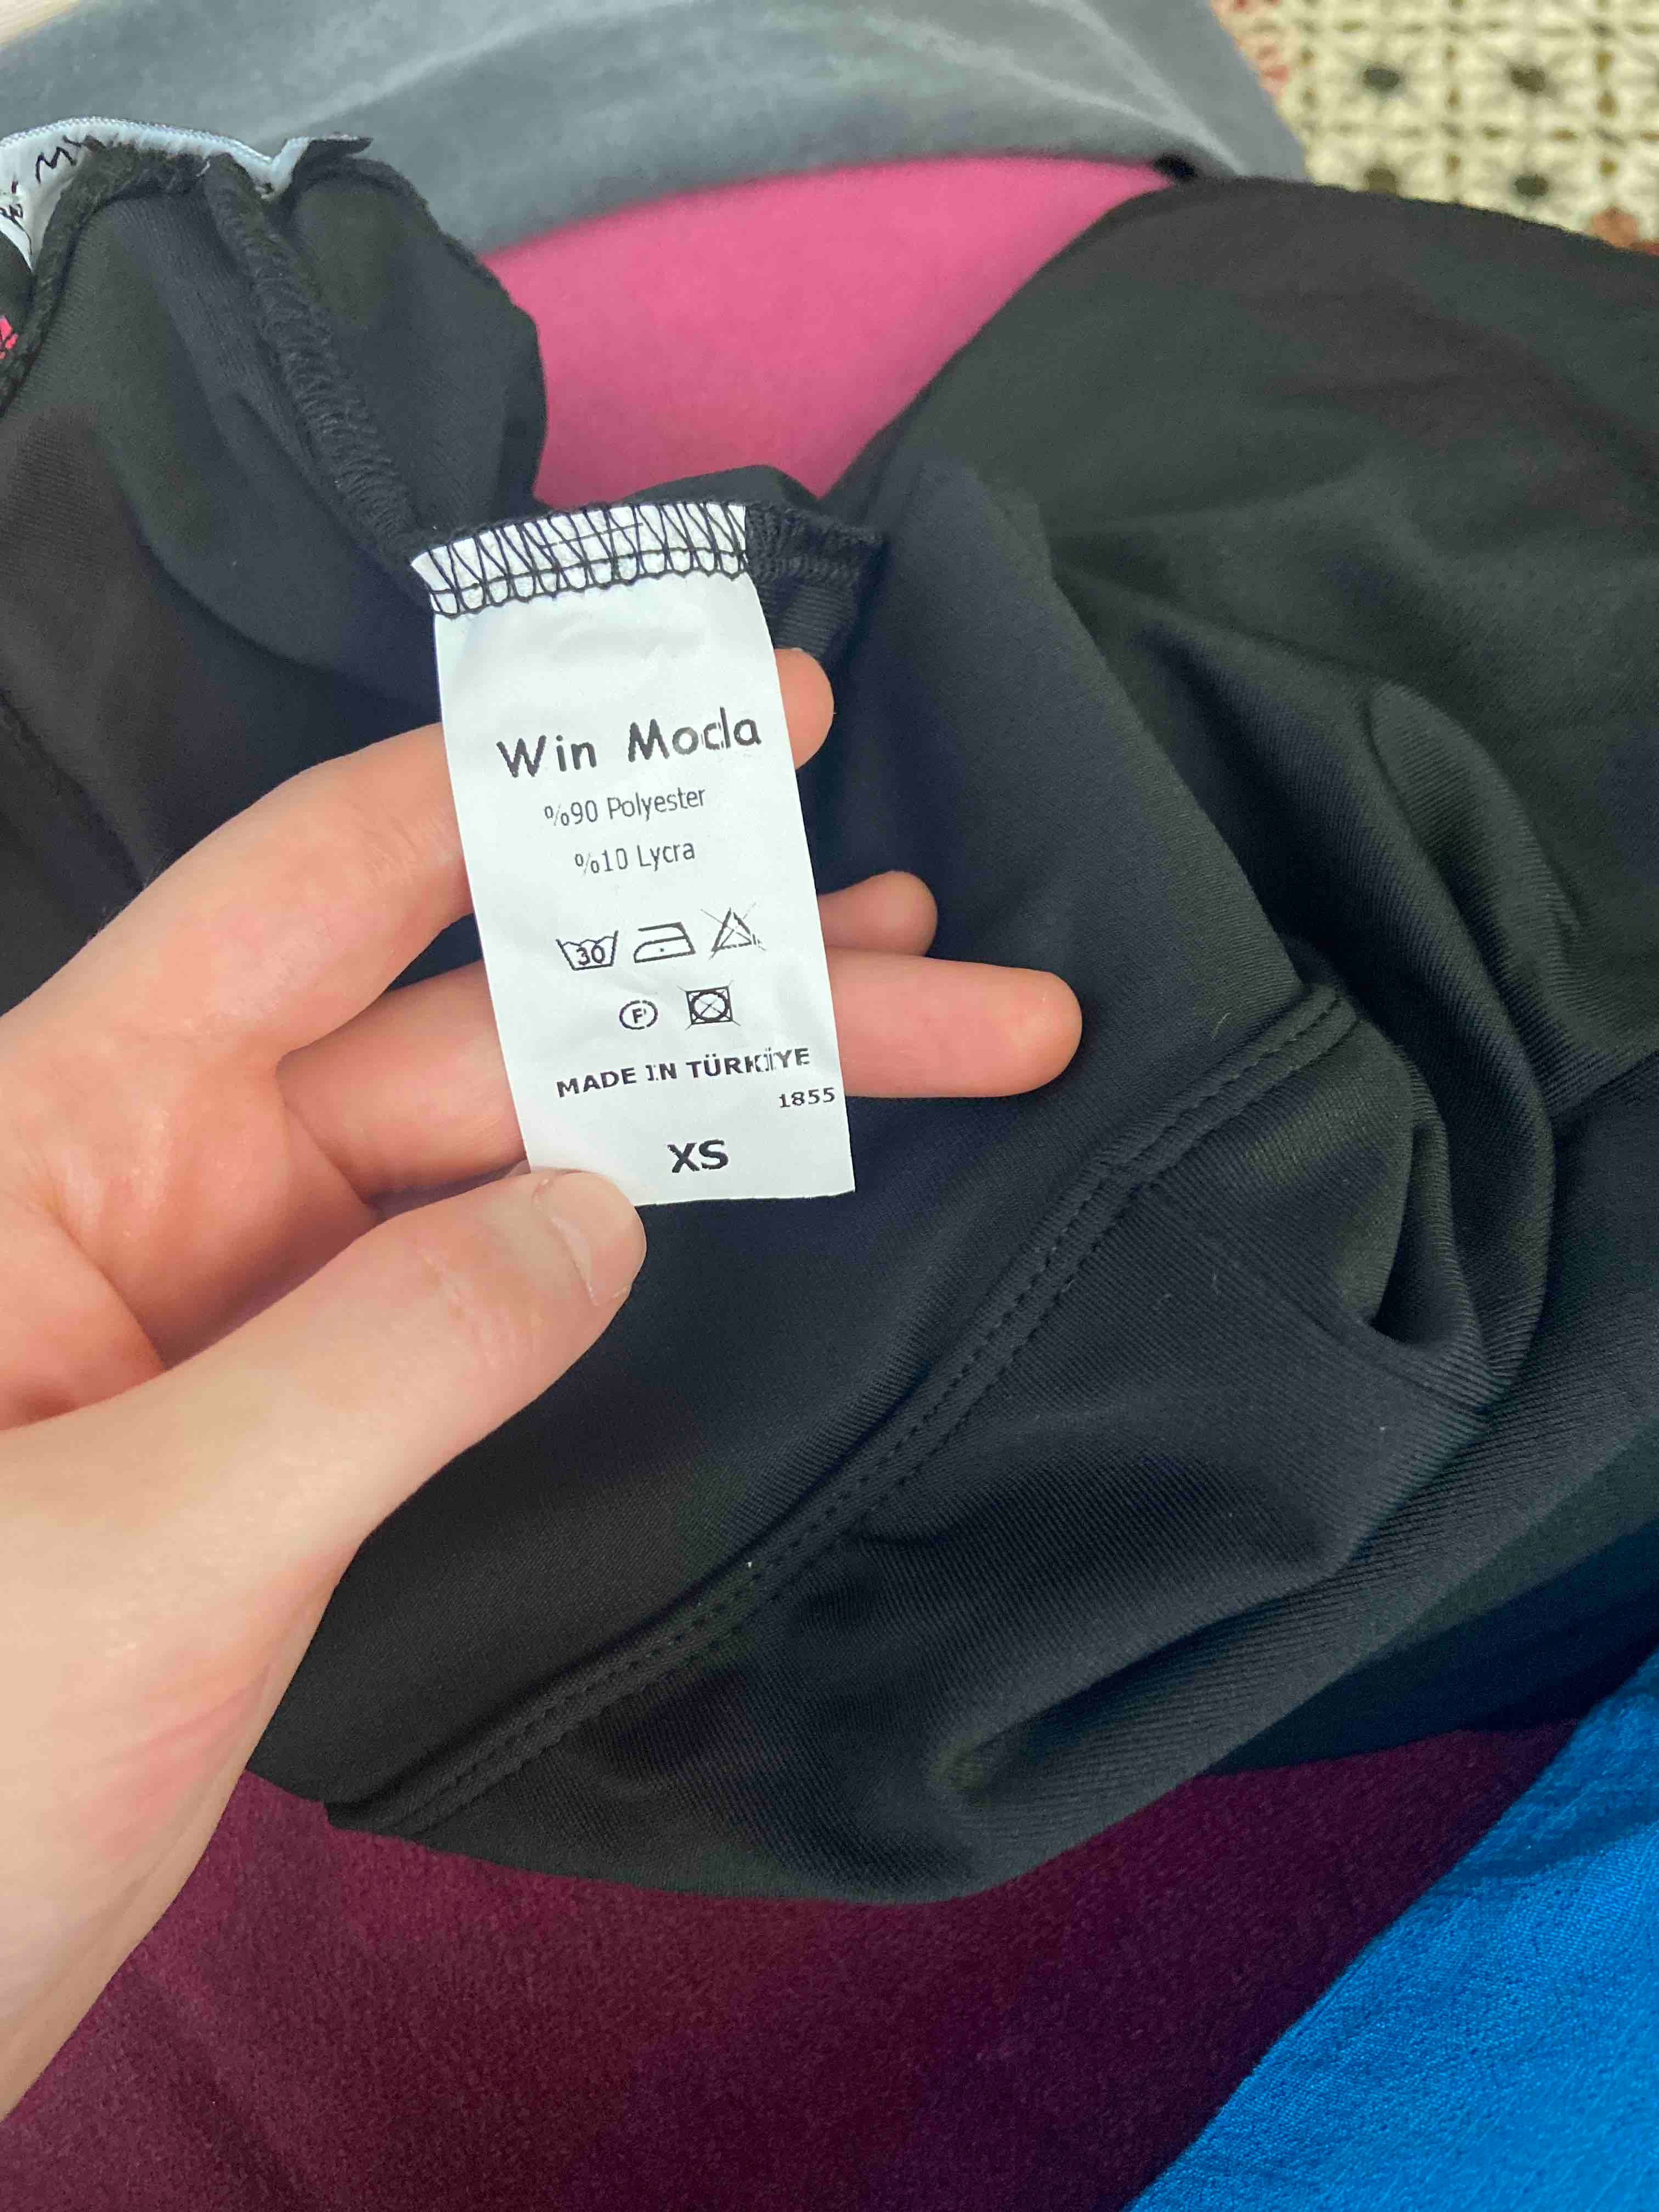 Win Moda
%90 Polyester
%10 Lycra
30
F
MADE IN TÜRKİYE
1855
XS